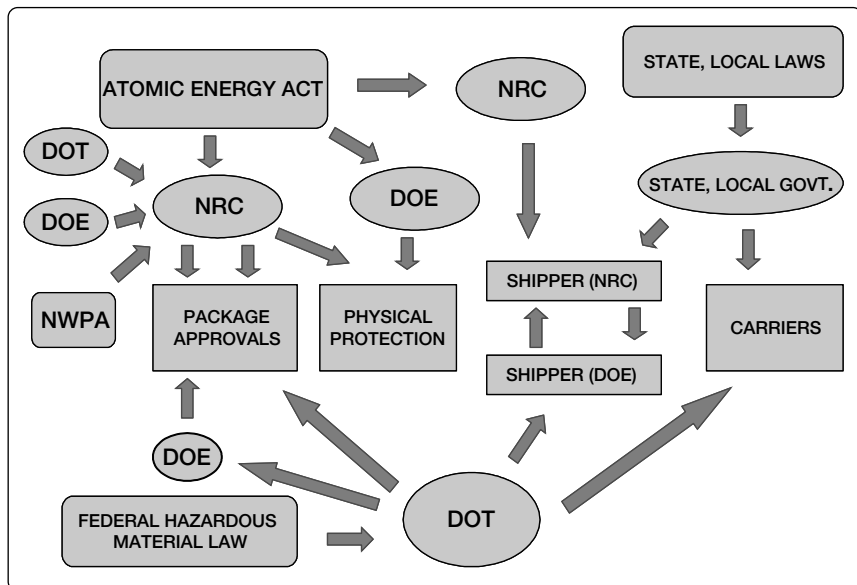 ATOMIC ENERGY ACT
NRC
STATE, LOCAL LAWS
DOT
DOE
NWPA
NRC
DOE
STATE, LOCAL GOVT.
PACKAGE
APPROVALS
PHYSICAL
PROTECTION
SHIPPER (NRC)
SHIPPER (DOE)
CARRIERS
DOE
FEDERAL HAZARDOUS
MATERIAL LAW
DOT